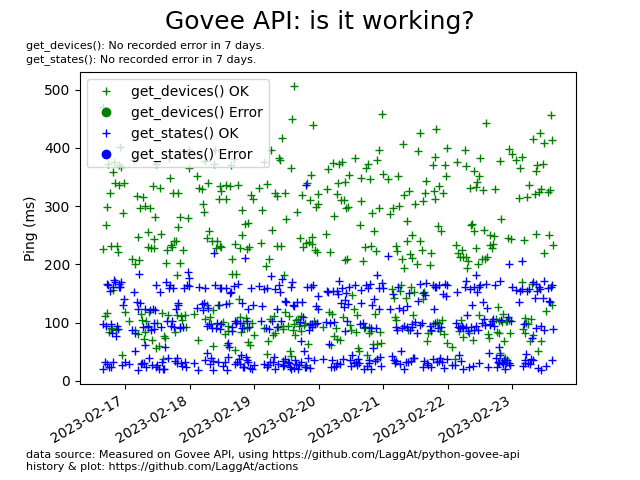 Govee API: is it working?
get_devices(): No recorded error in 7 days.
get_states(): No recorded error in 7 days.
get_devices() OK
get_devices() Error
get_states() OK
get_states() Error
500
400
300
200
100
0
Ping (ms)
2023-02-17
2023-02-18
2023-02-19
2023-02-20
2023-02-21
2023-02-22
2023-02-23
data source: Measured on Govee API, using https://github.com/LaggAt/python-govee-api
history & plot: https://github.com/LaggAt/actions